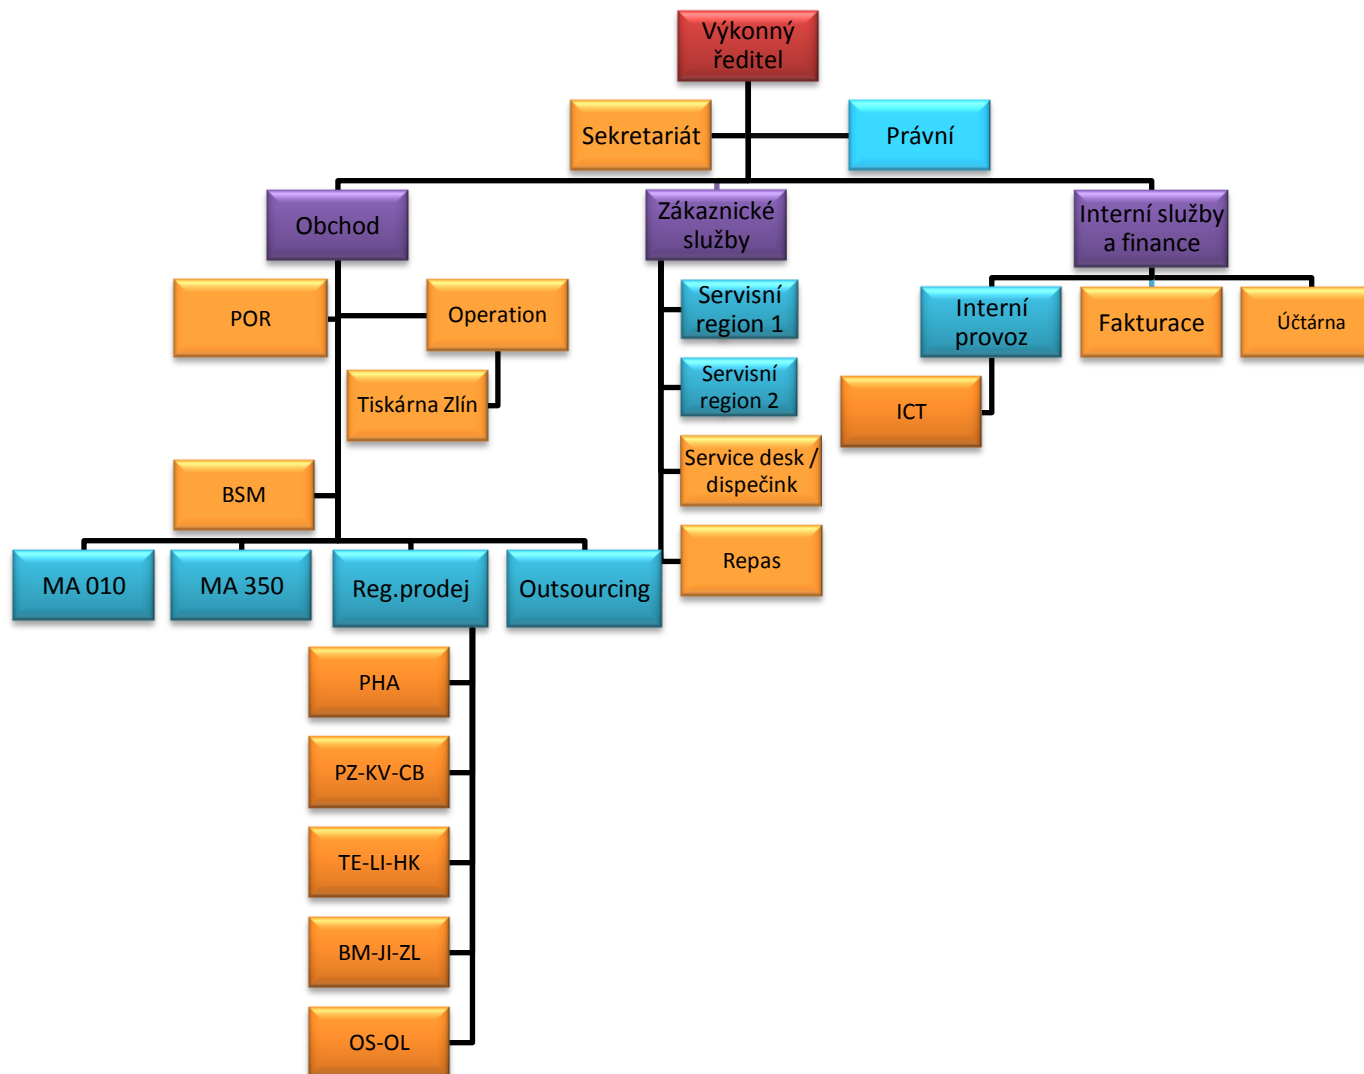 Výkonný
ředitel
Sekretariát
Právní
Obchod
Zákaznické
služby
Interní služby
a finance
POR
Operation
Tiskárna Zlín
BSM
Servisní
region 1
Servisní
region 2
Service desk /
dispečink
Repas
Interní
provoz
Fakturace
Účtárna
ICT
MA 010
MA 350
Reg.prodej
Outsourcing
PHA
PZ-KV-CB
TE-LI-HK
BM-JI-ZL
OS-OL